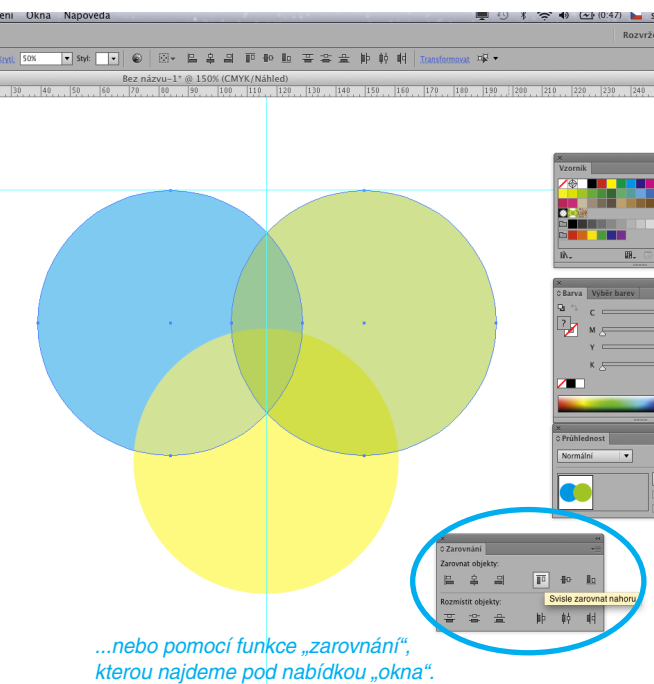 ení Okna Nápověda
(0:47)
Rozvrže
Krytí: 50% Styl: Transformovat
Bez názvu-1* @ 150% (CMYK/Náhled)
30 40 50 60 70 80 90 100 110 120 130 140 150 160 170 180 190 200 210 220 230 240
Vzorník
Barva Výběr barev
C
?
M
Y
K
Průhlednost
Normální
Zarovnání
Zarovnat objekty:
Svisle zarovnat nahoru
Rozmístit objekty:
...nebo pomocí funkce „zarovnání“,
kterou najdeme pod nabídkou „okna“.